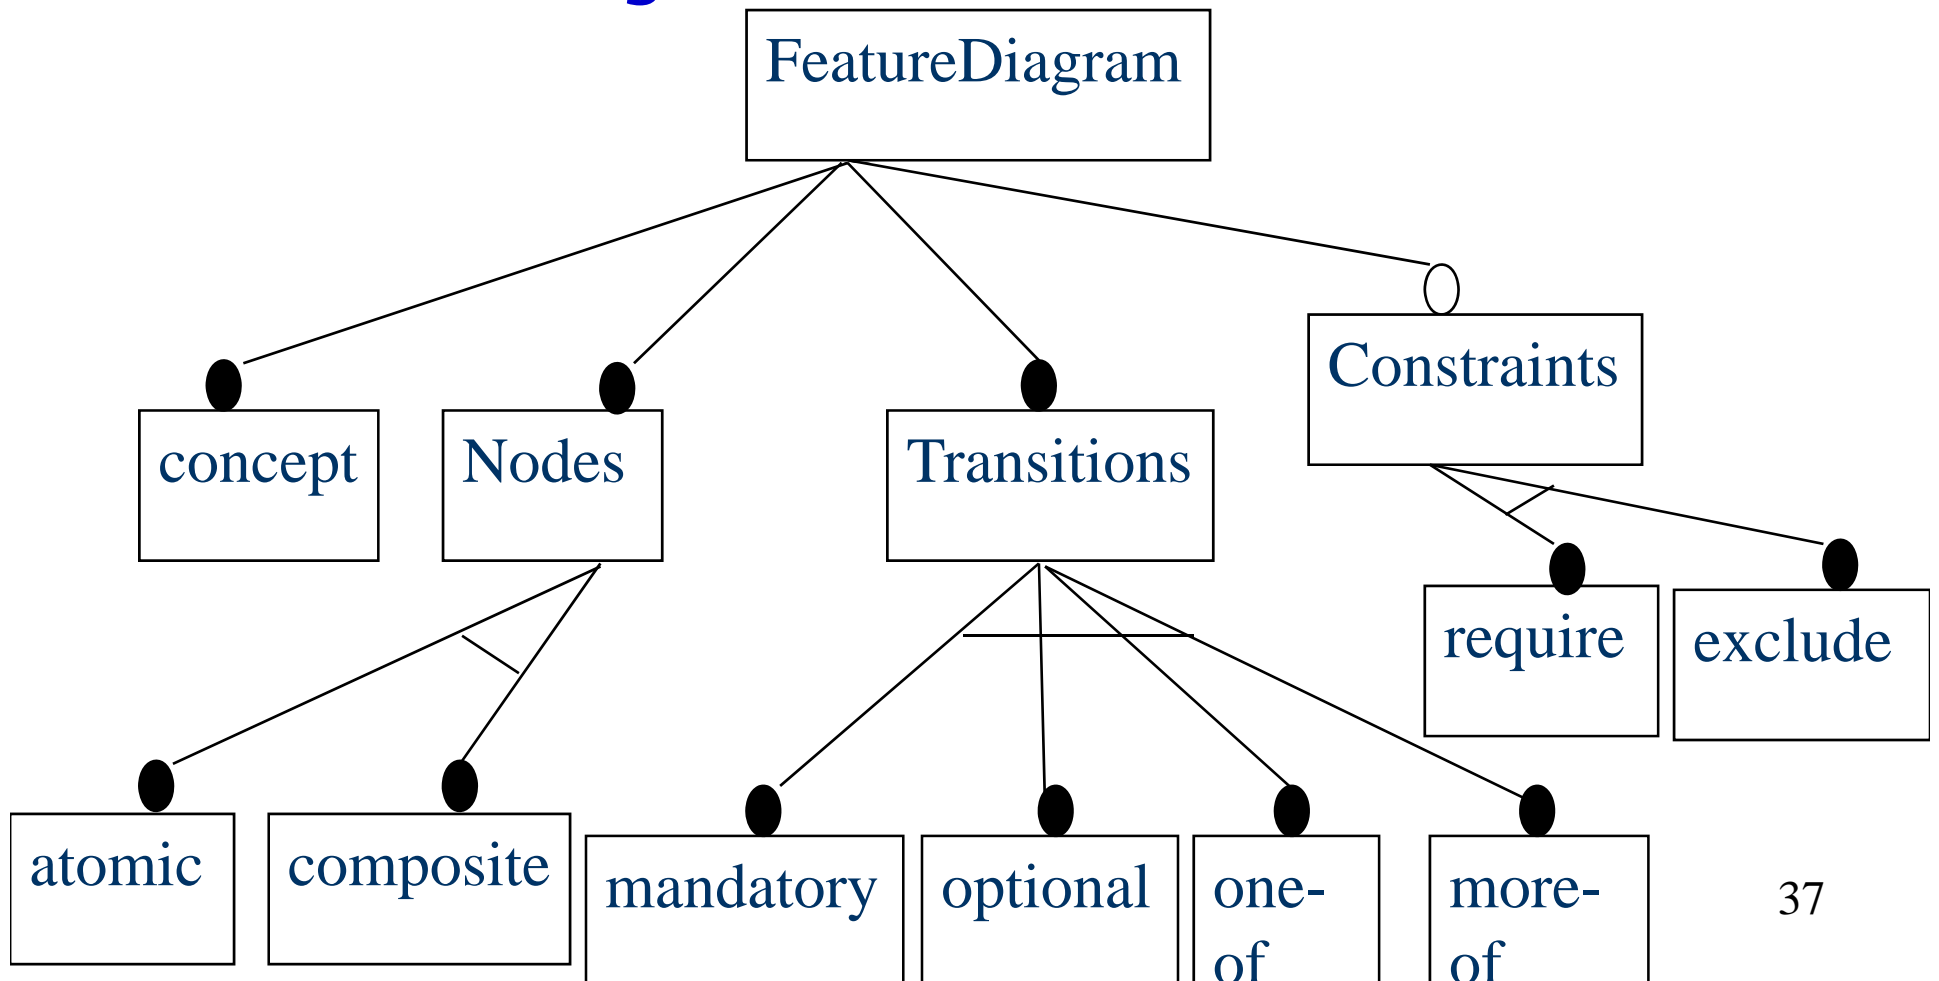 FeatureDiagram
Constraints
concept
Nodes
Transitions
require
exclude
atomic
composite
mandatory
optional
one-
of
more-
of
37